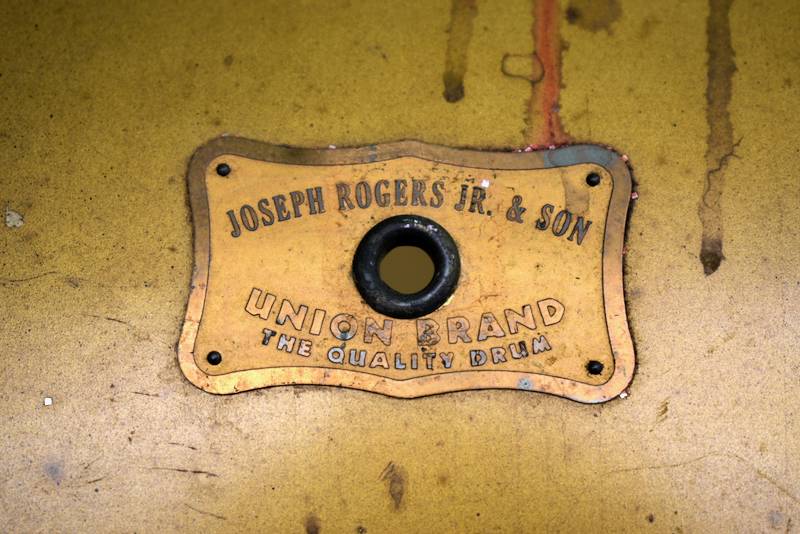 JOSEPH ROGERS JR. & SON
UNION BRAND
THE QUALITY DRUM